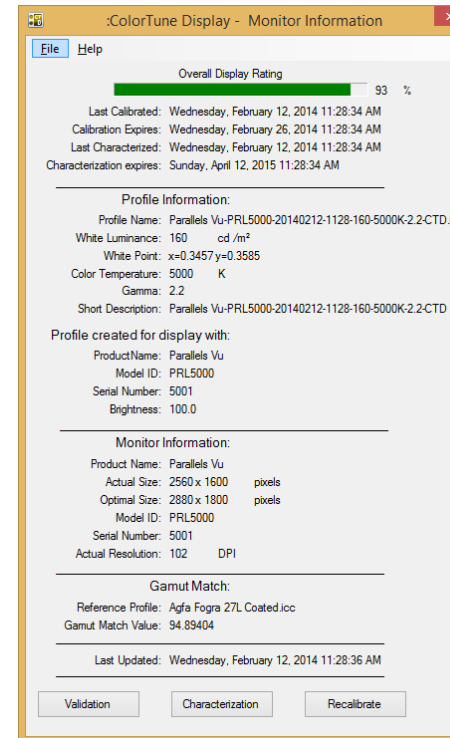 :ColorTune Display - Monitor Information
File Help
Overall Display Rating
93 %
Last Calibrated: Wednesday, February 12, 2014 11:28:34 AM
Calibration Expires: Wednesday, February 26, 2014 11:28:34 AM
Last Characterized: Wednesday, February 12, 2014 11:28:34 AM
Characterization expires: Sunday, April 12, 2015 11:28:34 AM
Profile Information:
Profile Name: Parallels Vu-PRL5000-20140212-1128-160-5000K-2.2-CTD.
White Luminance: 160 cd /m²
White Point: x=0.3457 y=0.3585
Color Temperature: 5000 K
Gamma: 2.2
Short Description: Parallels Vu-PRL5000-20140212-1128-160-5000K-2.2-CTD
Profile created for display with:
ProductName: Parallels Vu
Model ID: PRL5000
Serial Number: 5001
Brightness: 100.0
Monitor Information:
Product Name: Parallels Vu
Actual Size: 2560 x 1600 pixels
Optimal Size: 2880 x 1800 pixels
Model ID: PRL5000
Serial Number: 5001
Actual Resolution: 102 DPI
Gamut Match:
Reference Profile: Agfa Fogra 27L Coated.icc
Gamut Match Value: 94.89404
Last Updated: Wednesday, February 12, 2014 11:28:36 AM
Validation Characterization Recalibrate